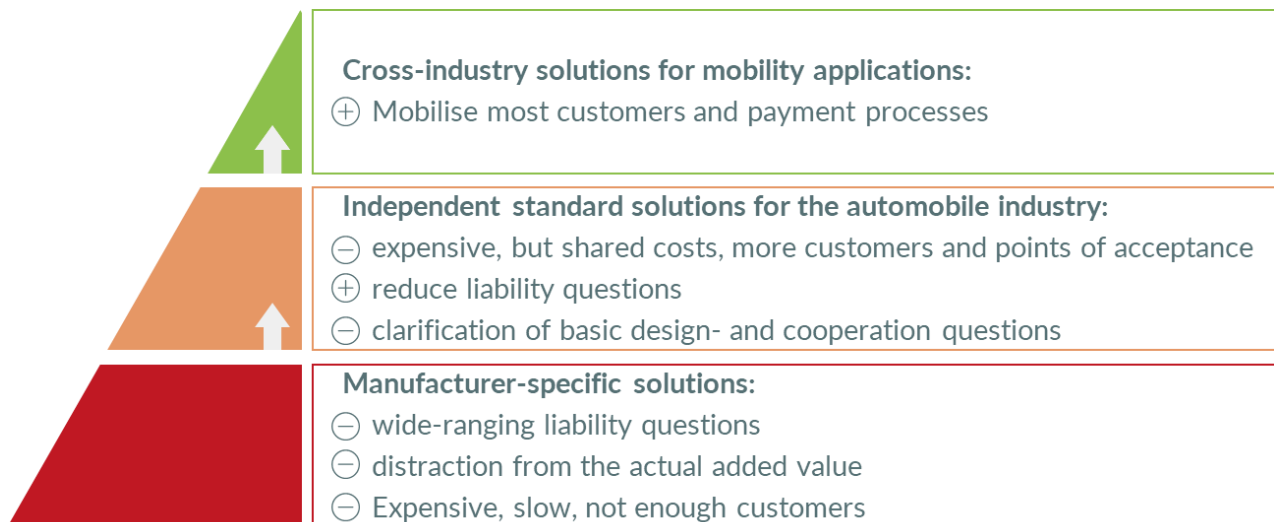 Cross-industry solutions for mobility applications:
⊕ Mobilise most customers and payment processes
Independent standard solutions for the automobile industry:
⊖ expensive, but shared costs, more customers and points of acceptance
⊕ reduce liability questions
⊖ clarification of basic design- and cooperation questions
Manufacturer-specific solutions:
⊖ wide-ranging liability questions
⊖ distraction from the actual added value
⊖ Expensive, slow, not enough customers